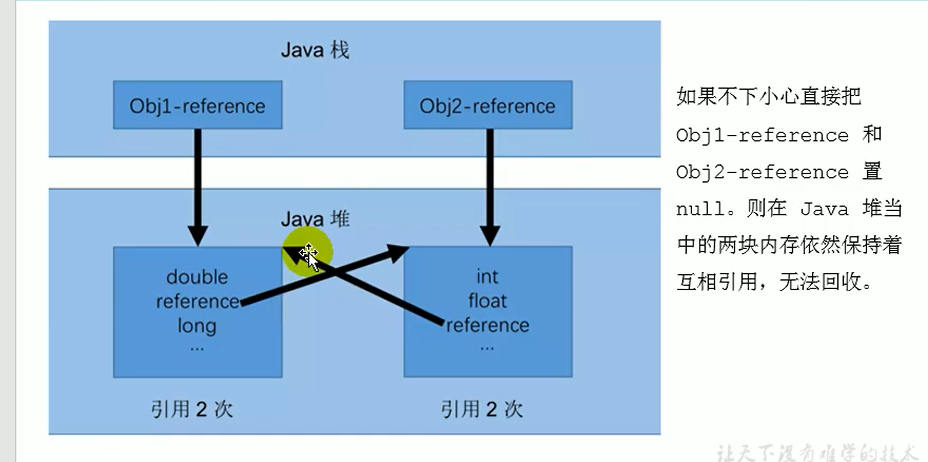 Java 栈
Obj1-reference
Obj2-reference
Java 堆
double
reference
long
...
int
float
reference
...
引用 2 次
引用 2 次
如果不下小心直接把
Obj1-reference 和
Obj2-reference 置
null。则在 Java 堆当
中的两块内存依然保持着
互相引用，无法回收。
让天下没有难学的技术